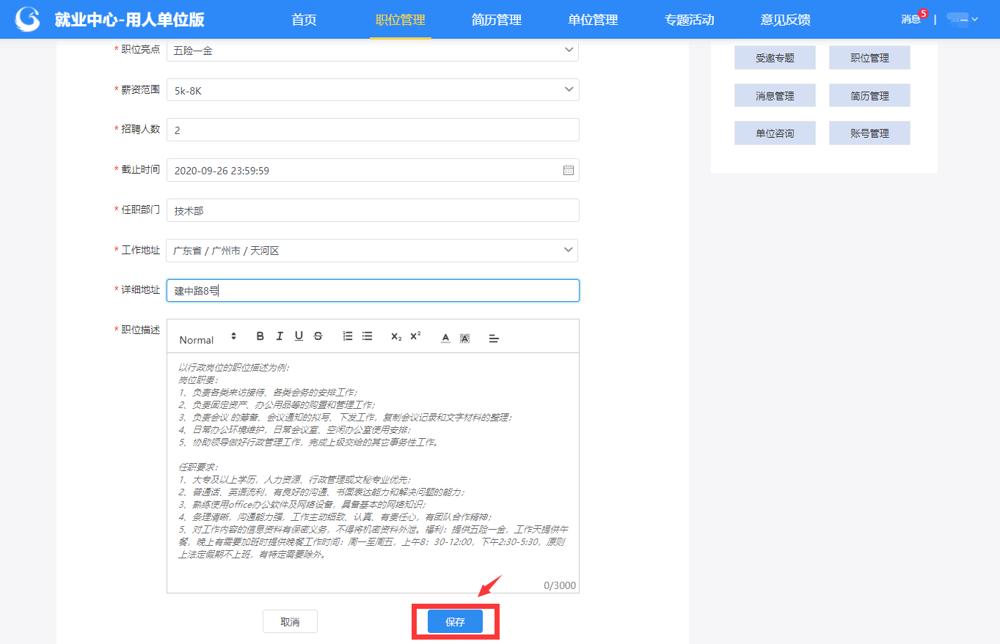 就业中心-用人单位版
首页
职位管理
简历管理
单位管理
专题活动
意见反馈
消息
5
|
* 职位亮点
五险一金
* 薪资范围
5k-8K
* 招聘人数
2
* 截止时间
2020-09-26 23:59:59
* 任职部门
技术部
* 工作地址
广东省 / 广州市 / 天河区
* 详细地址
建中路8号
* 职位描述
Normal
B I U S
X₂ X²
A A
以行政岗位的职位描述为例：
岗位职责：
1、负责各类来访接待、各类会务的安排工作；
2、负责固定资产、办公用品等的购置和管理工作；
3、负责会议 的筹备、会议通知的拟写、下发工作，复制会议记录和文字材料的整理；
4、日常办公环境维护，日常会议室、空闲办公室使用安排；
5、协助领导做好行政管理工作，完成上级交给的其它事务性工作。
任职要求：
1、大专及以上学历，人力资源、行政管理或文秘专业优先；
2、普通话、英语流利，有良好的沟通、书面表达能力和解决问题的能力；
3、熟练使用office办公软件及网络设备，具备基本的网络知识；
4、条理清晰，沟通能力强，工作主动细致、认真、有责任心，有团队合作精神；
5、对工作内容的信息资料有保密义务，不得将机密资料外泄。福利：提供五险一金，工作天提供午
餐，晚上有需要加班时提供晚餐工作时间：周一至周五，上午8：30-12:00，下午2:30-5:30，原则
上法定假期不上班，有特定需要除外。
0/3000
取消
保存
受邀专题
职位管理
消息管理
简历管理
单位咨询
账号管理